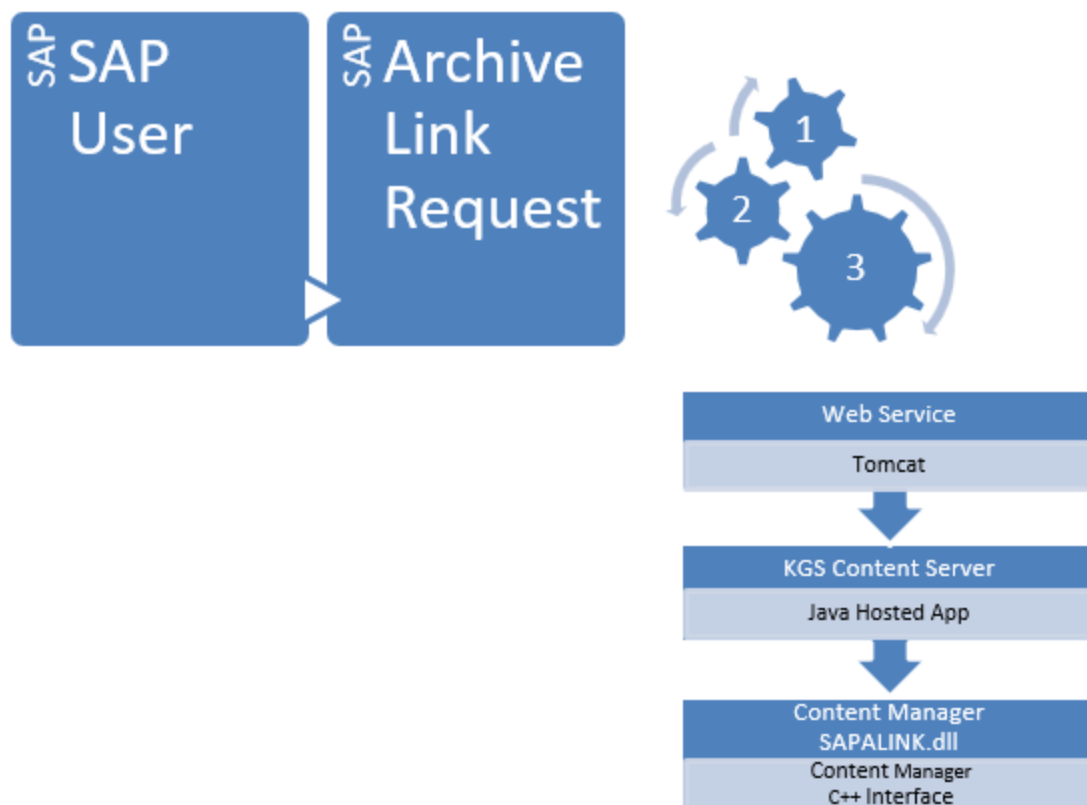 SAP
SAP
User
SAP
Archive
Link
Request
1
2
3
Web Service
Tomcat
KGS Content Server
Java Hosted App
Content Manager
SAPALINK.dll
Content Manager
C++ Interface